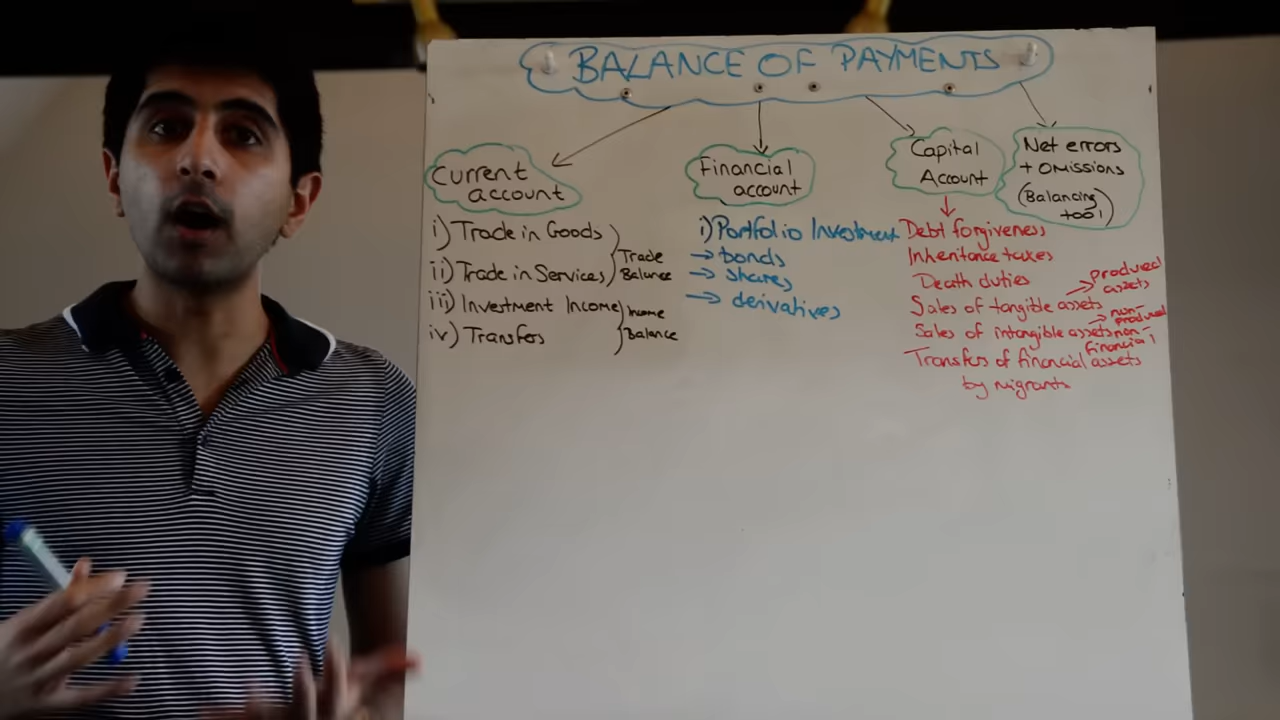 BALANCE OF PAYMENTS
Current
account
i) Trade in Goods
ii) Trade in Services
Trade
Balance
iii) Investment Income
iv) Transfers
Income
Balance
Financial
account
i) Portfolio Investment
→ bonds
→ shares
→ derivatives
Capital
Account
Debt forgiveness
Inheritance taxes
Death duties
Sales of tangible assets
→ produced
assets
Sales of intangible assets
→ non-
produced
non-
financial
Transfers of financial assets
by migrants
Net errors
+ Omissions
(Balancing
tool)